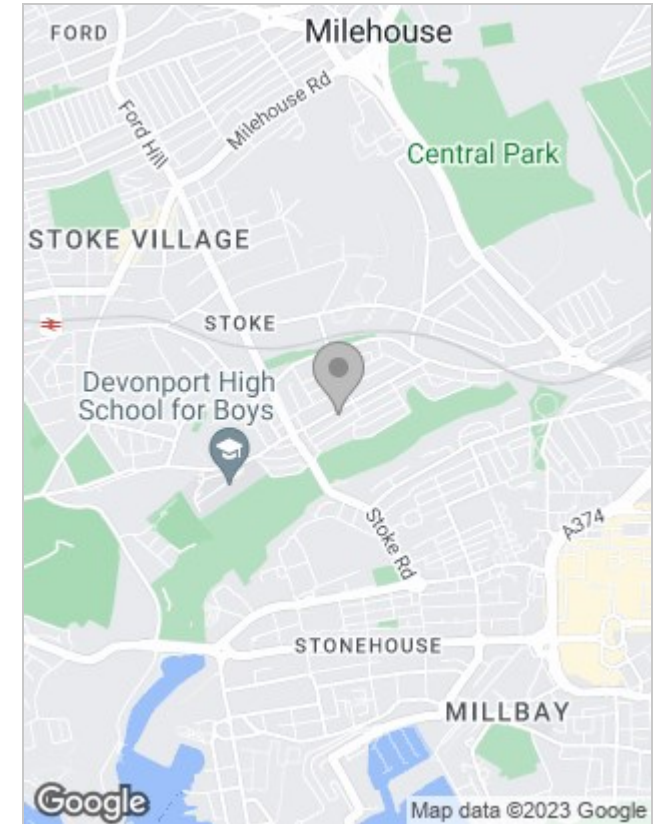 FORD
Milehouse
Milehouse Rd
Ford Hill
Central Park
STOKE VILLAGE
STOKE
Devonport High
School for Boys
Stoke Rd
A374
STONEHOUSE
MILLBAY
Google
Map data ©2023 Google